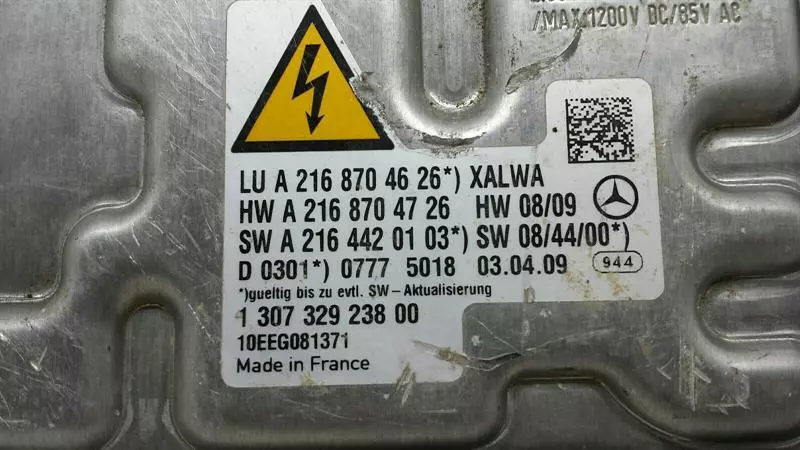 /MAX.1200V DC/85V AC
LU A 216 870 46 26*) XALWA
HW A 216 870 47 26 HW 08/09
SW A 216 442 01 03*) SW 08/44/00*)
D 0301*) 0777 5018 03.04.09 944
*)gueltig bis zu evtl. SW-Aktualisierung
1 307 329 238 00
10EEG081371
Made in France